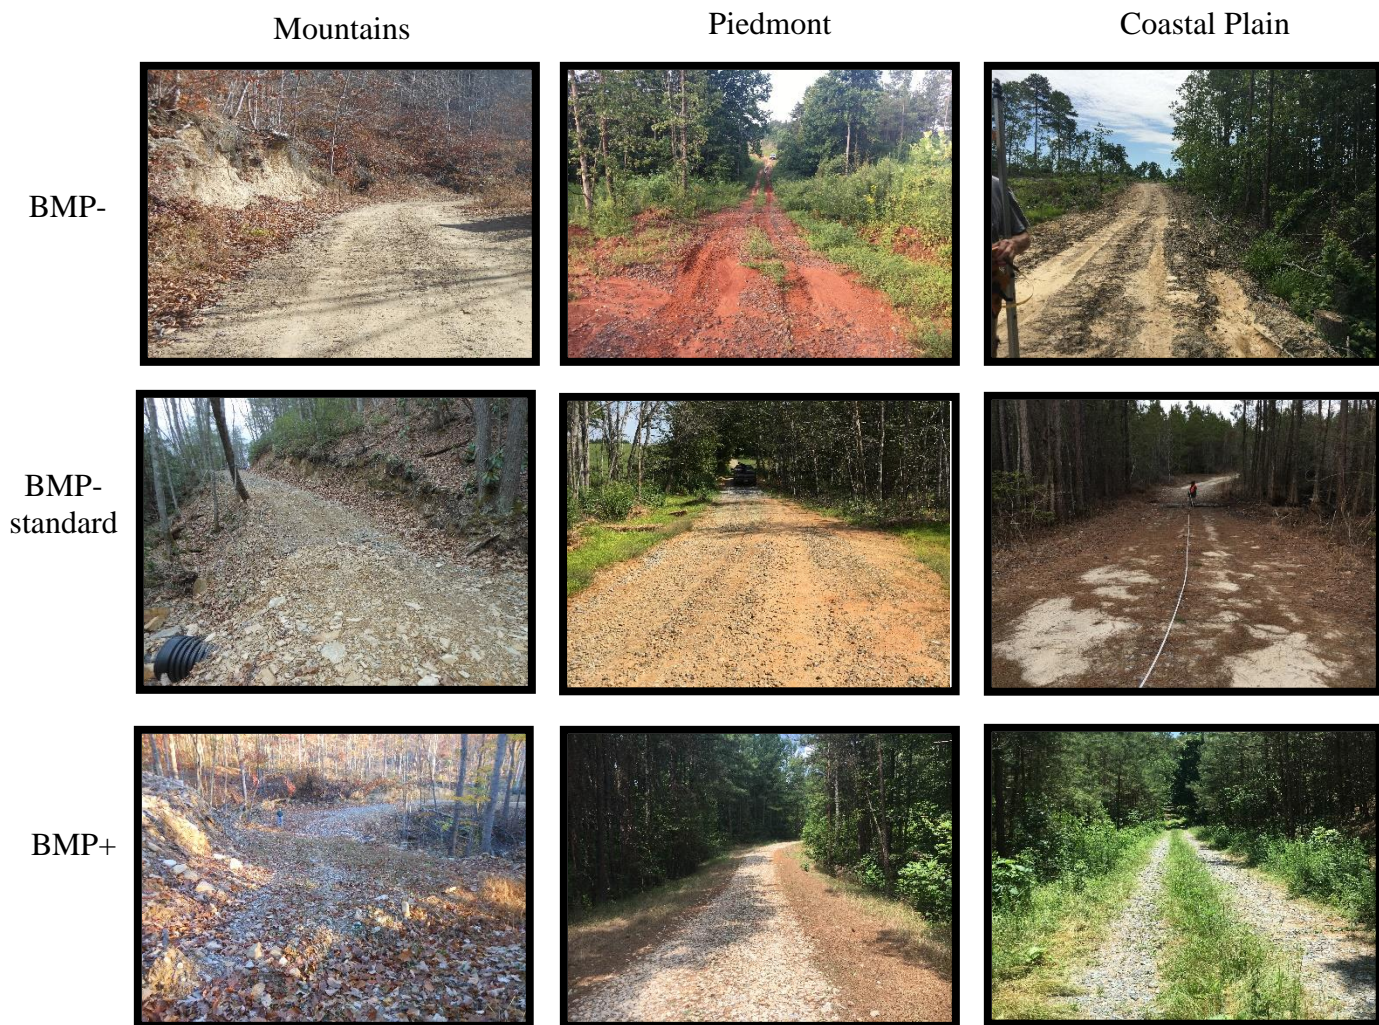 Mountains
Piedmont
Coastal Plain
BMP-
BMP-
standard
BMP+